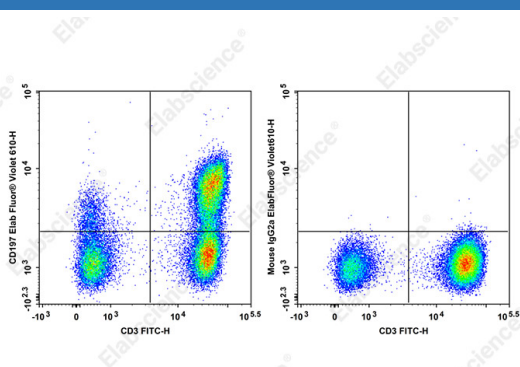 Elabscience®
Elabscience®
CD197 Elab Fluor® Violet 610-H
10^5
10^4
10^3
-10^2.3
-10^3 0 10^3 10^4 10^5.5
CD3 FITC-H
Mouse IgG2a ElabFluor® Violet610-H
10^5
10^4
10^3
-10^2.3
-10^3 0 10^3 10^4 10^5.5
CD3 FITC-H